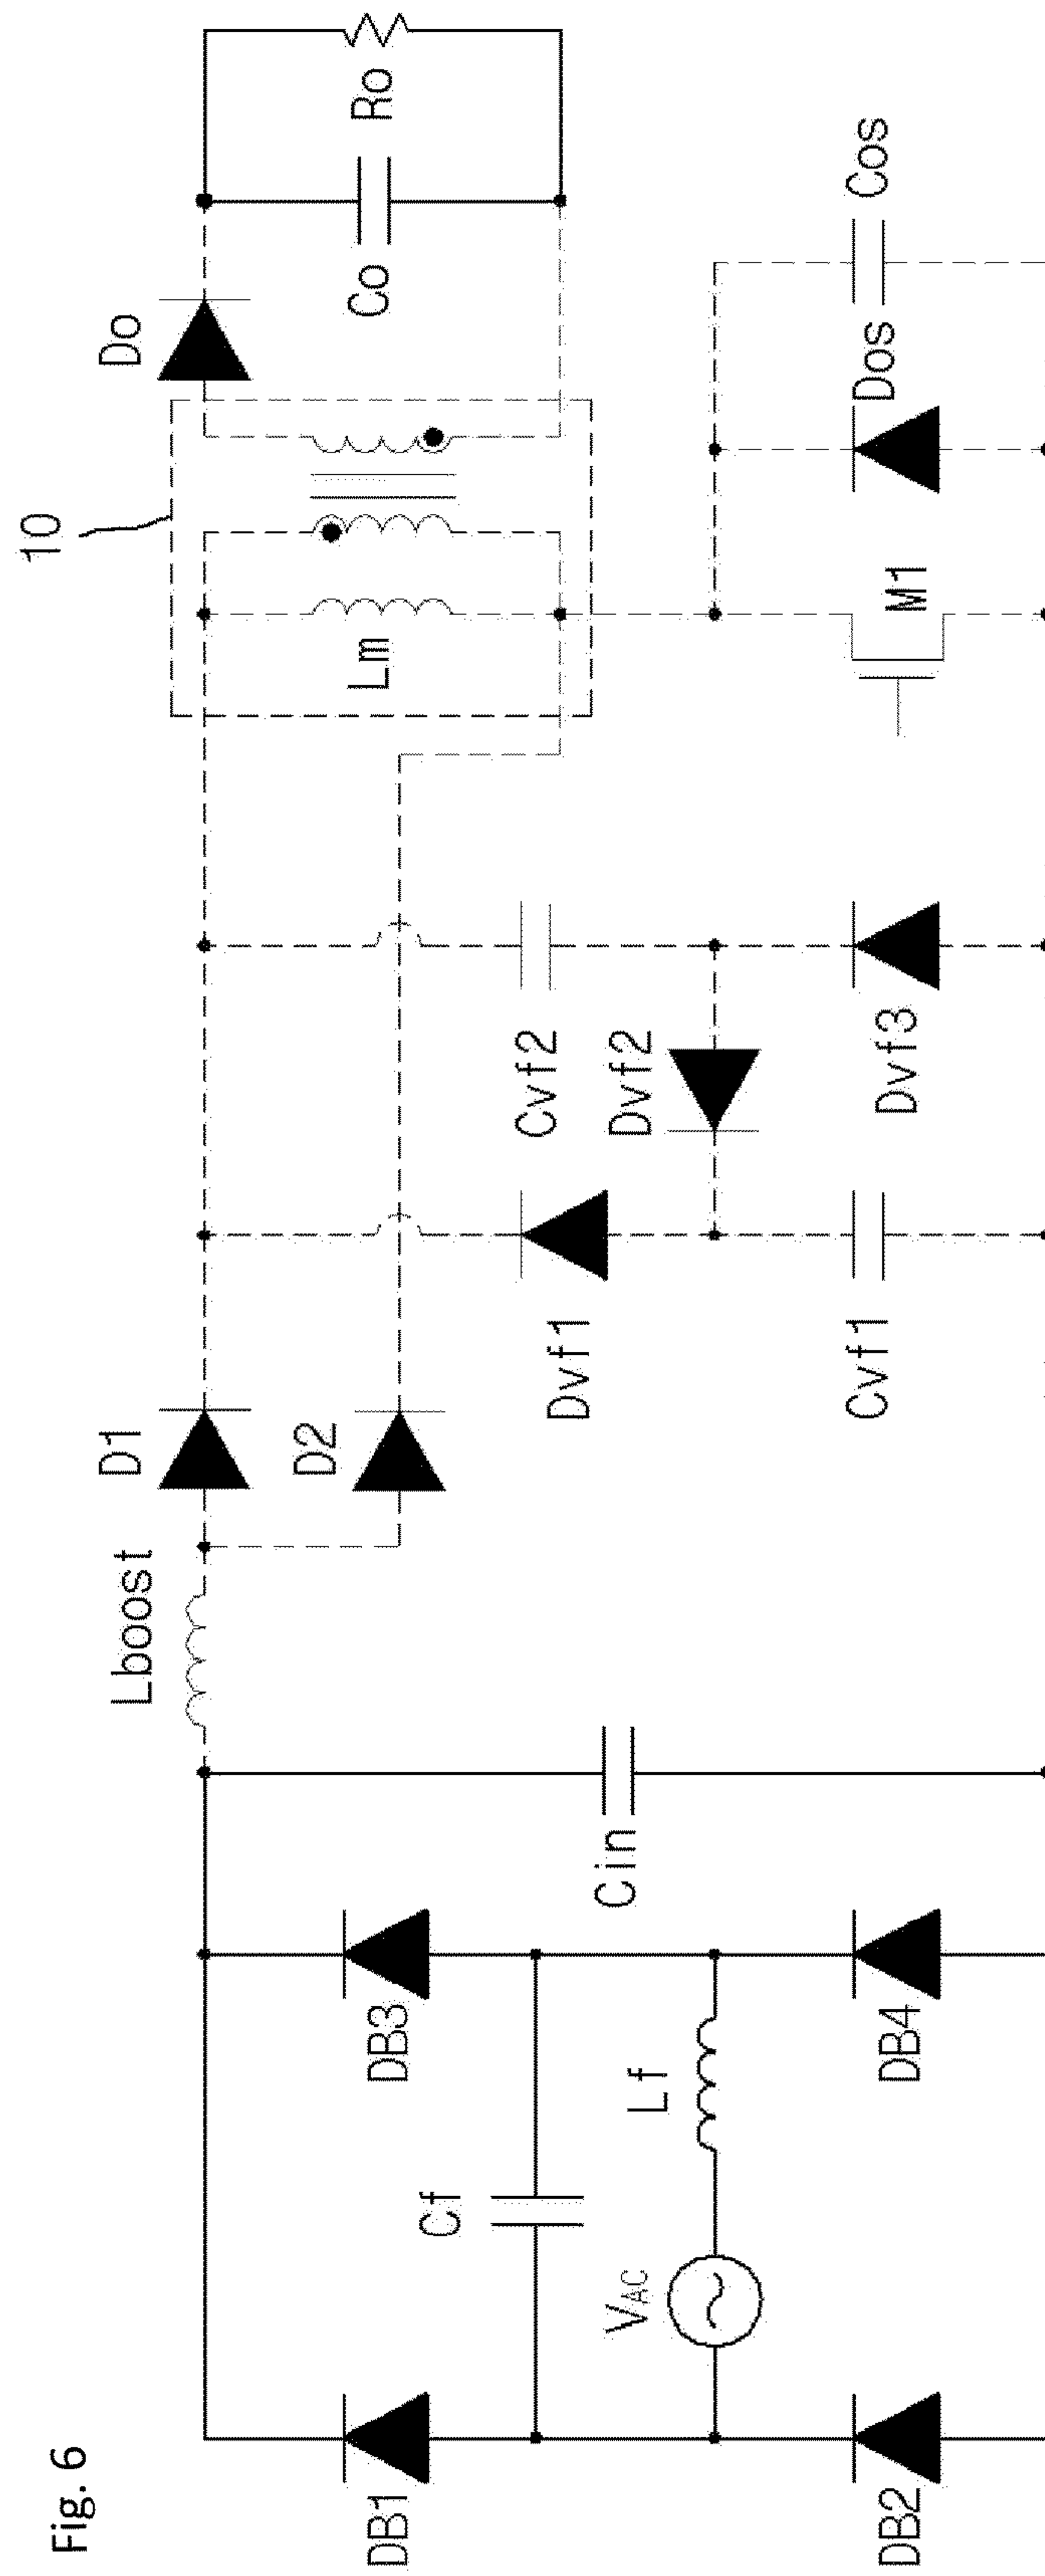 Fig. 6
10
Lboost
D1
Do
D2
Lm
Co
Ro
DB1
Cf
DB3
Cin
Dvf1
Cvf2
Dvf2
VAC
Lf
DB2
DB4
Cvf1
Dvf3
M1
Dos
Cos